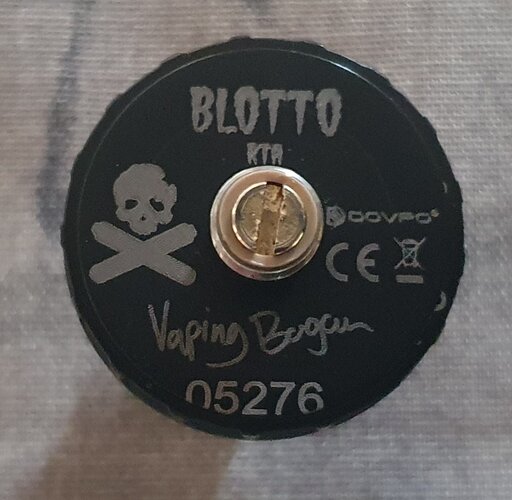 BLOTTO
RTA
DOVPO®
CE
Vaping Bogan
05276